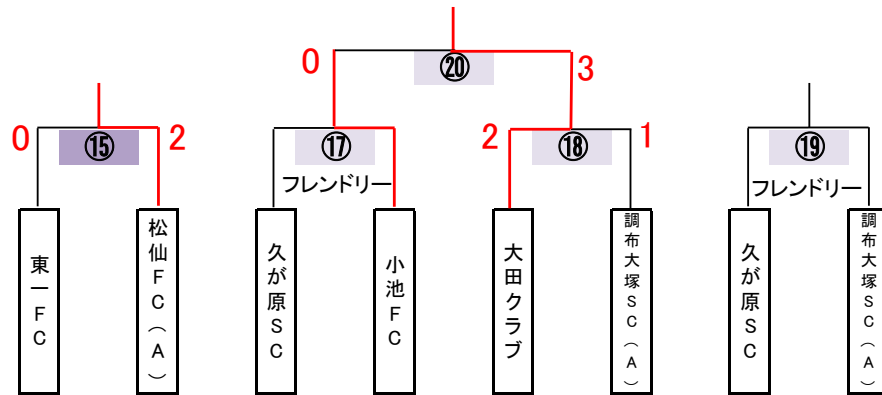 0
3
⑳
0
⑮
2
⑰
2
⑱
1
⑲
フレンドリー
フレンドリー
東一FC
松仙FC（A）
久が原SC
小池FC
大田クラブ
調布大塚SC（A）
久が原SC
調布大塚SC（A）